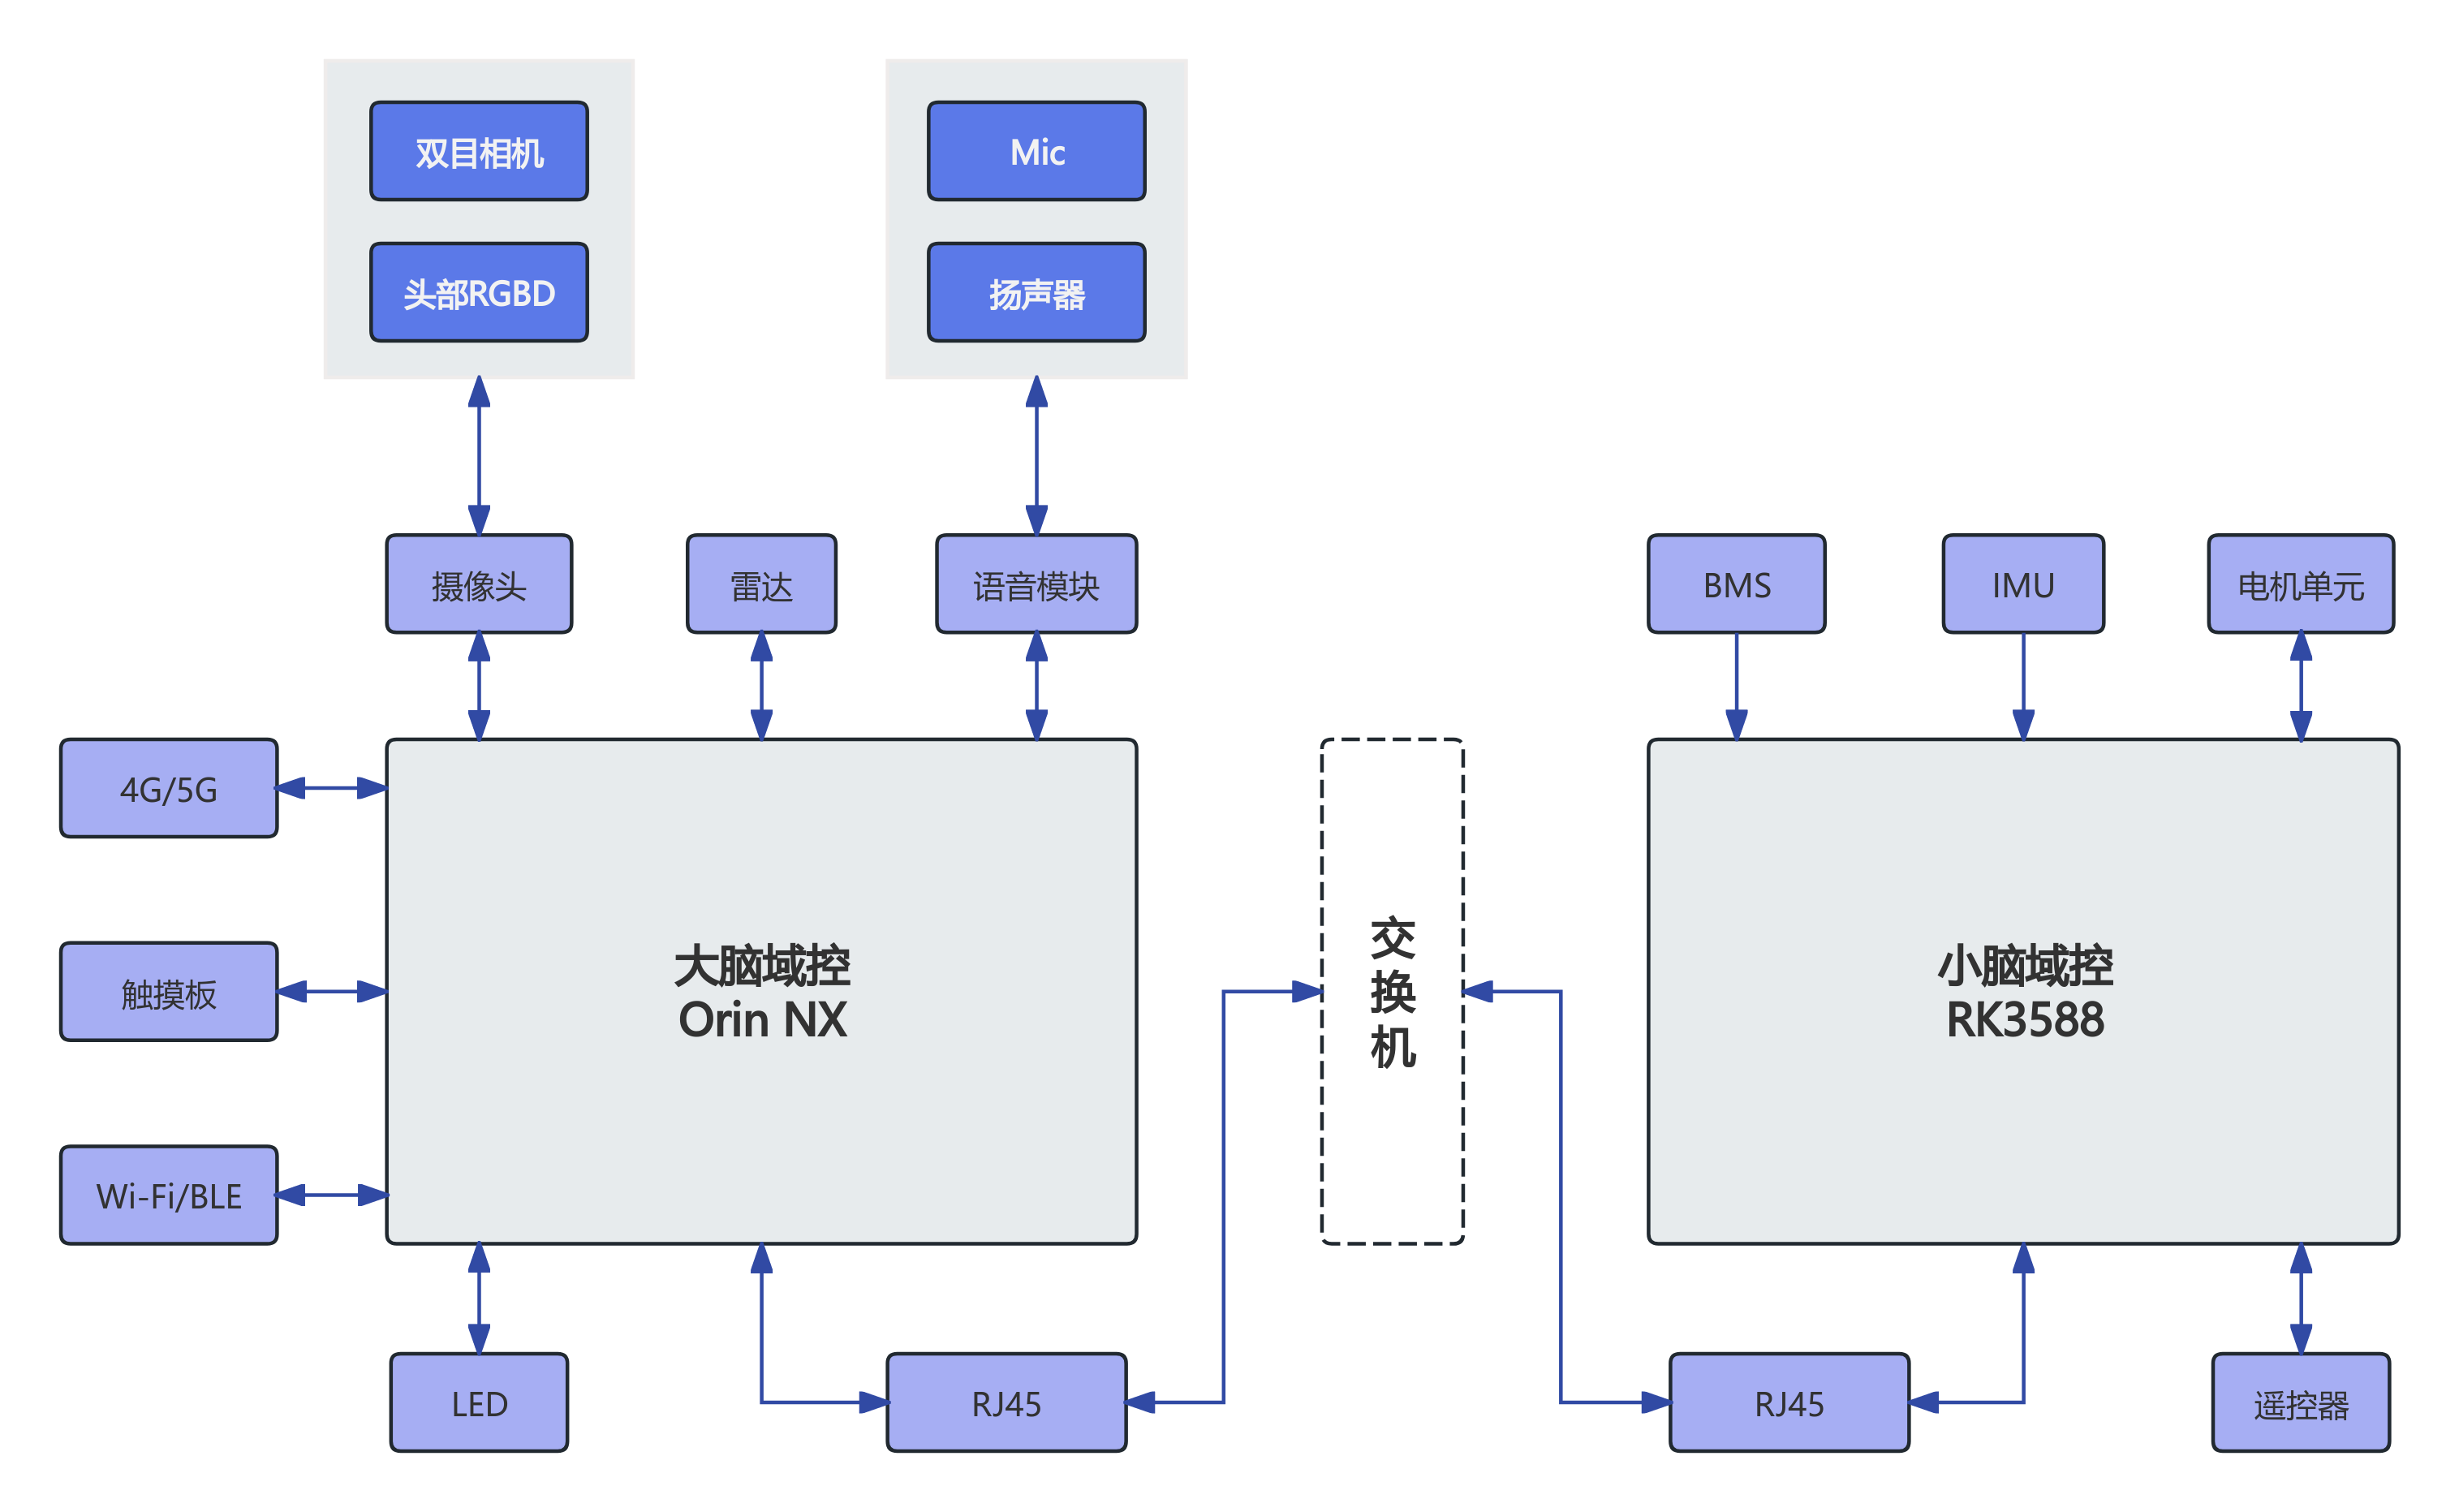 双目相机
Mic
头部RGBD
扬声器
摄像头
雷达
语音模块
BMS
IMU
电机单元
4G/5G
触摸板
Wi-Fi/BLE
大脑域控
Orin NX
交换机
小脑域控
RK3588
LED
RJ45
RJ45
遥控器